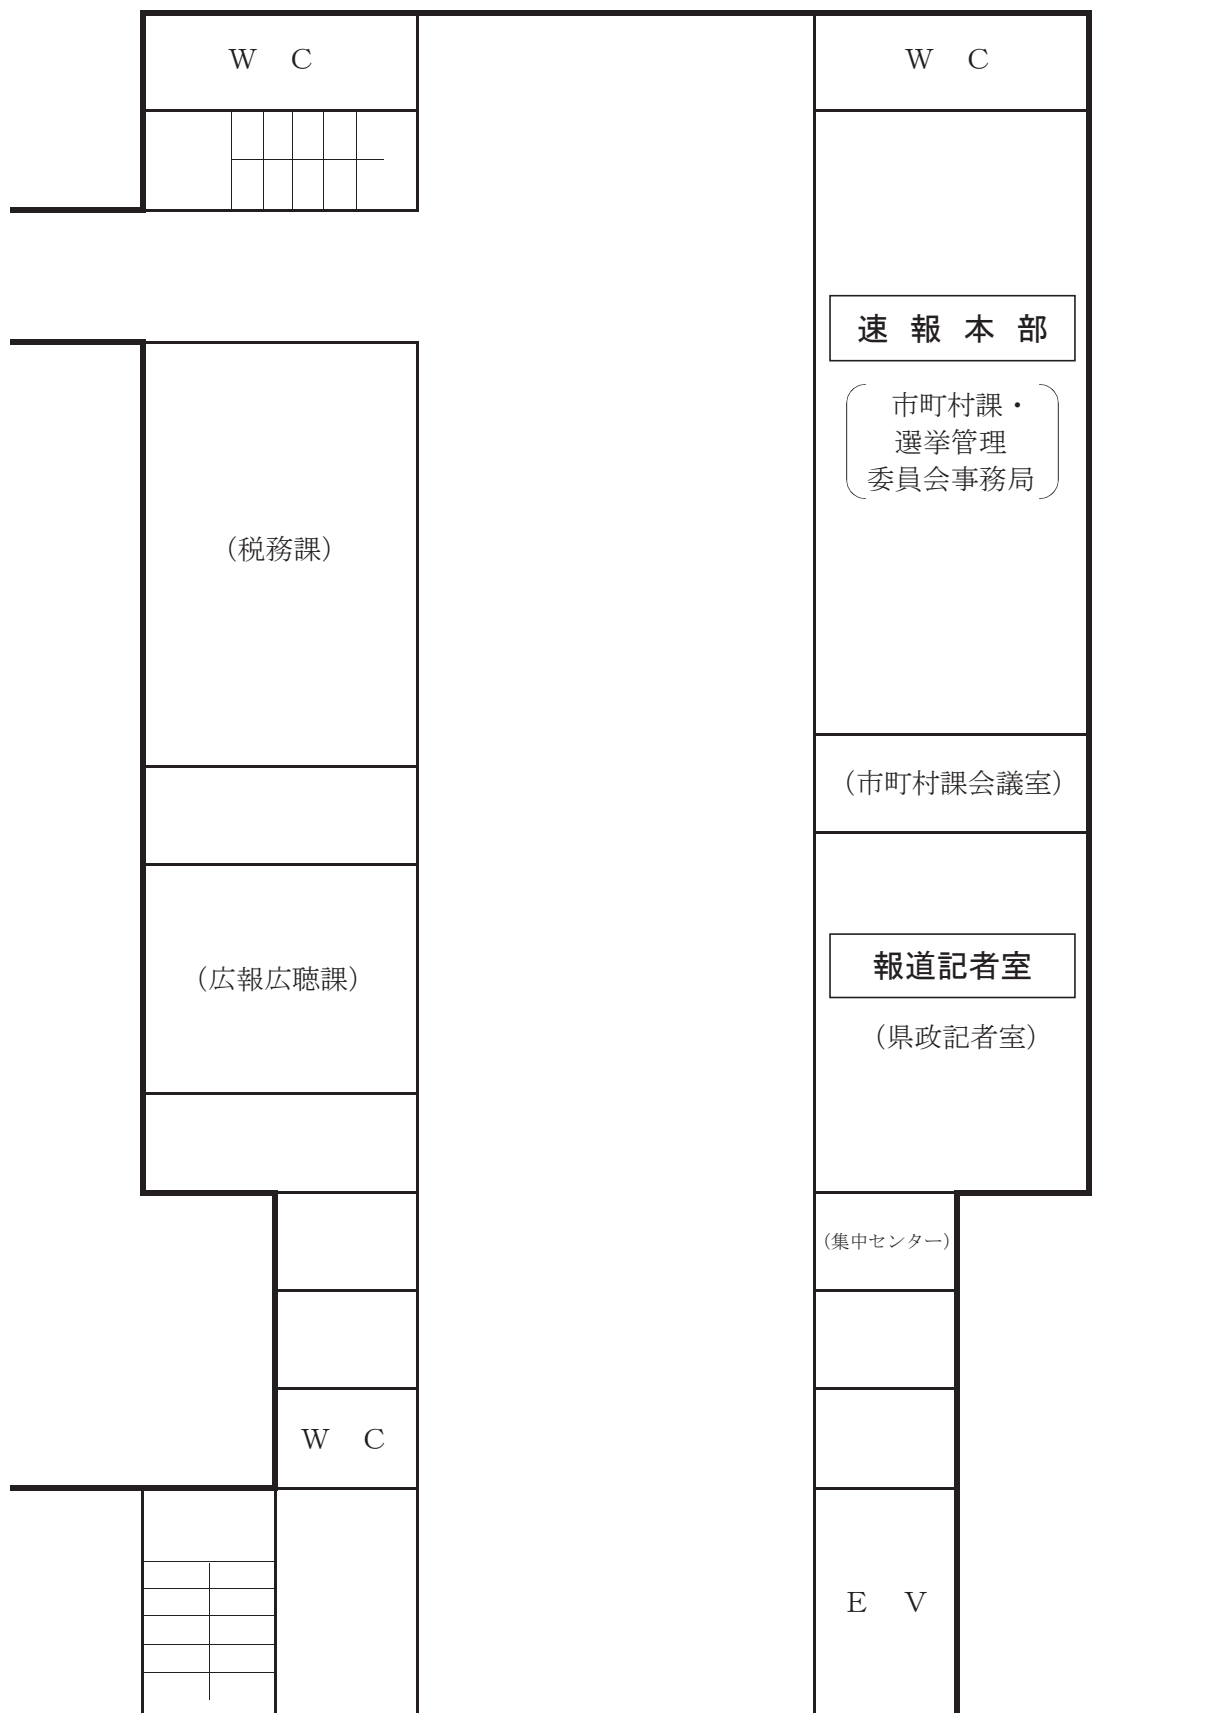 W C
W C
速報本部
市町村課・
選挙管理
委員会事務局
(税務課)
(市町村課会議室)
報道記者室
(広報広聴課)
(県政記者室)
(集中センター)
W C
E V